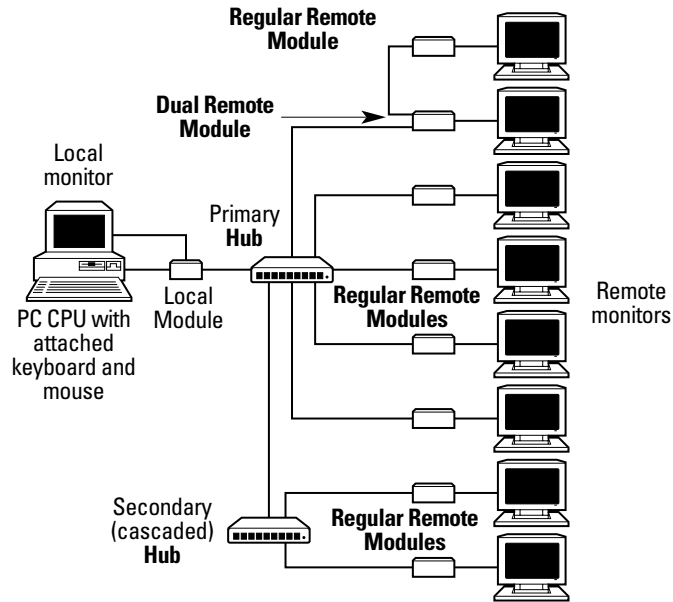 Regular Remote
Module
Dual Remote
Module
Local
monitor
Primary
Hub
Local
Module
Regular Remote
Modules
Remote
monitors
PC CPU with
attached
keyboard and
mouse
Secondary
(cascaded)
Hub
Regular Remote
Modules